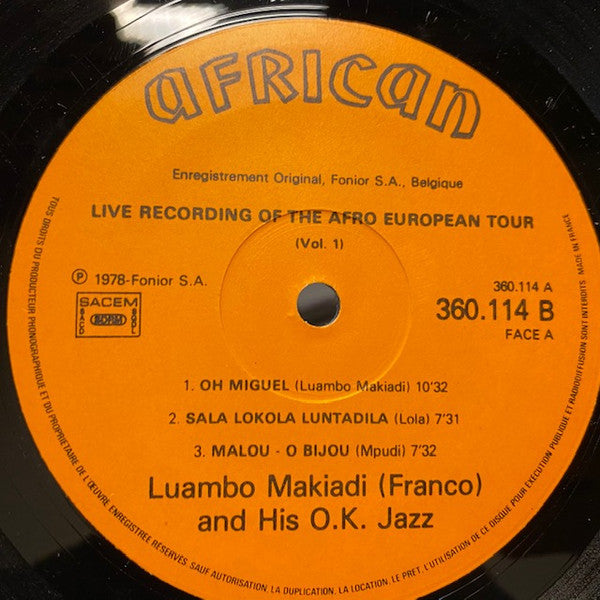 AFRICAN
Enregistrement Original, Fonior S.A., Belgique
LIVE RECORDING OF THE AFRO EUROPEAN TOUR
(Vol. 1)
℗ 1978-Fonior S.A.
SACEM
SACD
BIEM
SGDL
360.114 A
360.114 B
FACE A
1. OH MIGUEL (Luambo Makiadi) 10'32
2. SALA LOKOLA LUNTADILA (Lola) 7'31
3. MALOU - O BIJOU (Mpudi) 7'32
Luambo Makiadi (Franco)
and His O.K. Jazz
TOUS DROITS DU PRODUCTEUR PHONOGRAPHIQUE ET DU PROPRIETAIRE DE L'ŒUVRE ENREGISTREE RESERVES. SAUF AUTORISATION, LA DUPLICATION, LA LOCATION, LE PRET, L'UTILISATION DE CE DISQUE POUR EXECUTION PUBLIQUE ET RADIODIFFUSION SONT INTERDITS MADE IN FRANCE